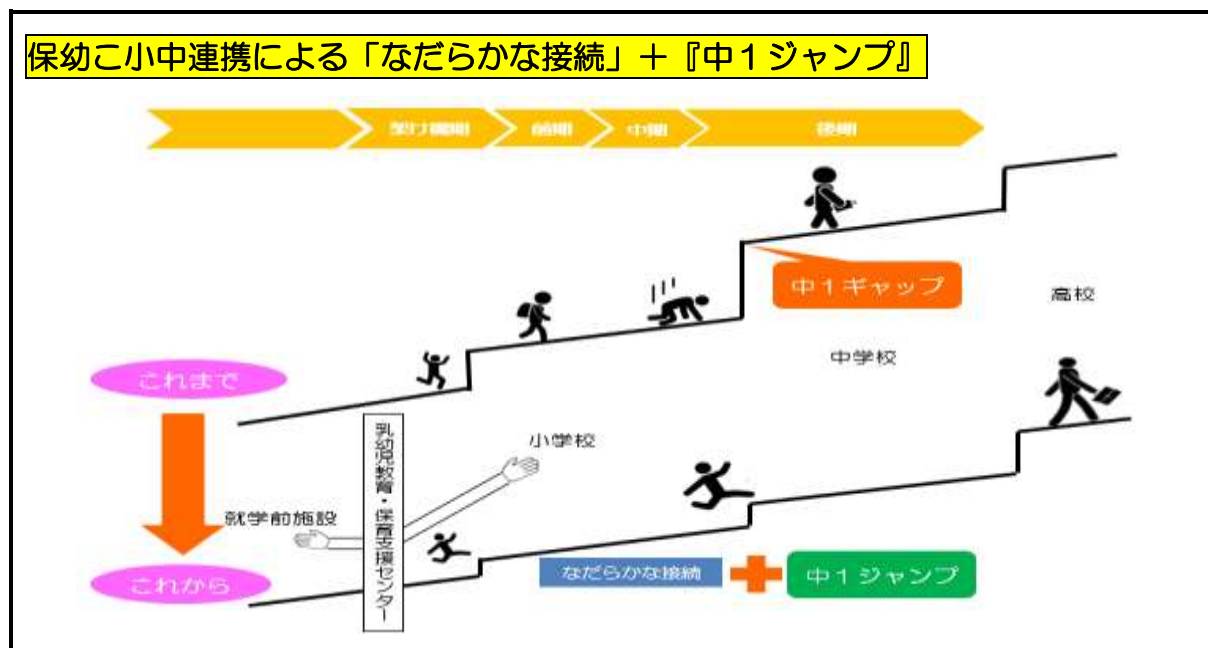 保幼こ小中連携による「なだらかな接続」＋『中１ジャンプ』
架け橋期
前期
中期
後期
中１ギャップ
高校
中学校
これまで
小学校
乳幼児教育・保育支援センター
就学前施設
なだらかな接続
中１ジャンプ
これから